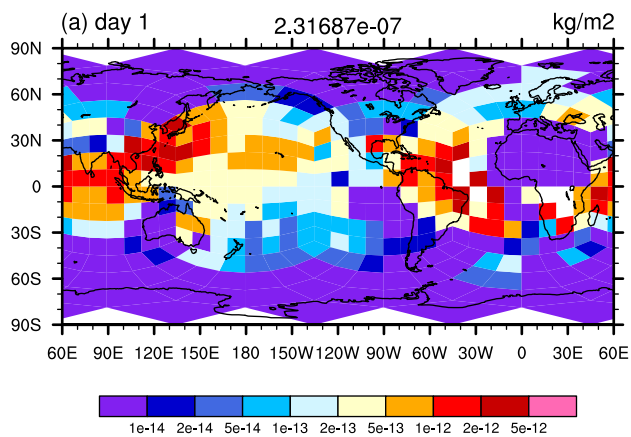 (a) day 1 2.31687e-07 kg/m2
90N
60N
30N
0
30S
60S
90S
60E 90E 120E 150E 180 150W 120W 90W 60W 30W 0 30E 60E
1e-14 2e-14 5e-14 1e-13 2e-13 5e-13 1e-12 2e-12 5e-12